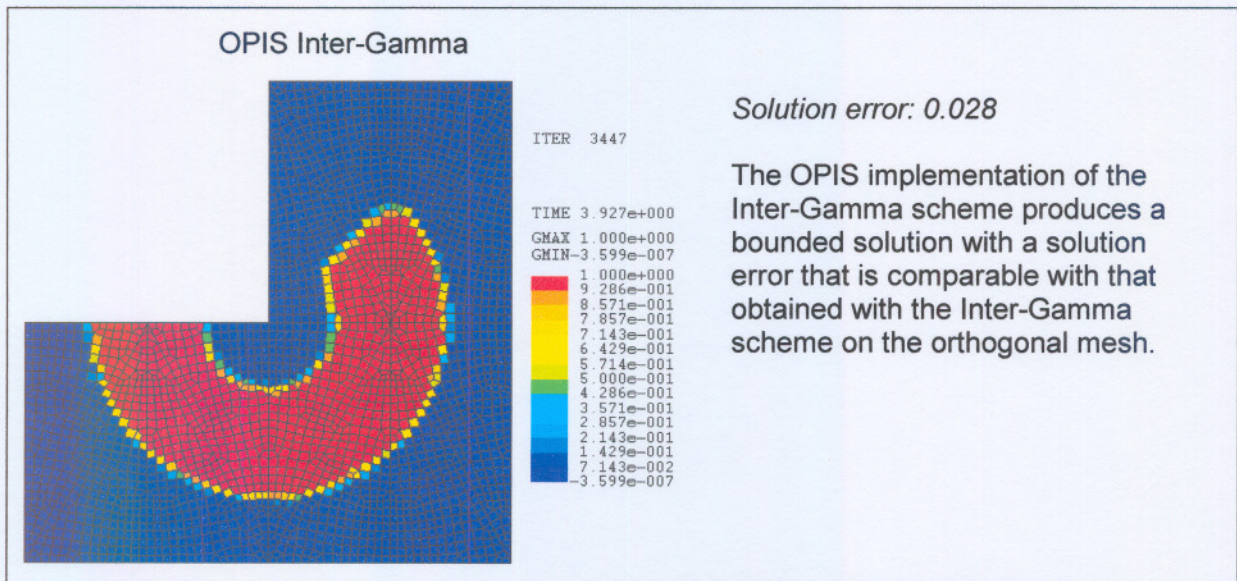 OPIS Inter-Gamma
ITER 3447
TIME 3.927e+000
GMAX 1.000e+000
GMIN-3.599e-007
1.000e+000
9.286e-001
8.571e-001
7.857e-001
7.143e-001
6.429e-001
5.714e-001
5.000e-001
4.286e-001
3.571e-001
2.857e-001
2.143e-001
1.429e-001
7.143e-002
-3.599e-007
Solution error: 0.028
The OPIS implementation of the
Inter-Gamma scheme produces a
bounded solution with a solution
error that is comparable with that
obtained with the Inter-Gamma
scheme on the orthogonal mesh.